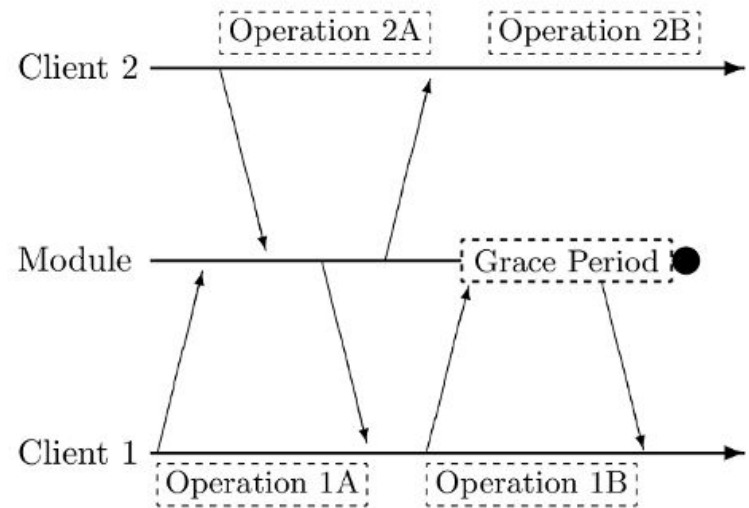 Operation 2A
Operation 2B
Client 2
Module
Grace Period
Client 1
Operation 1A
Operation 1B